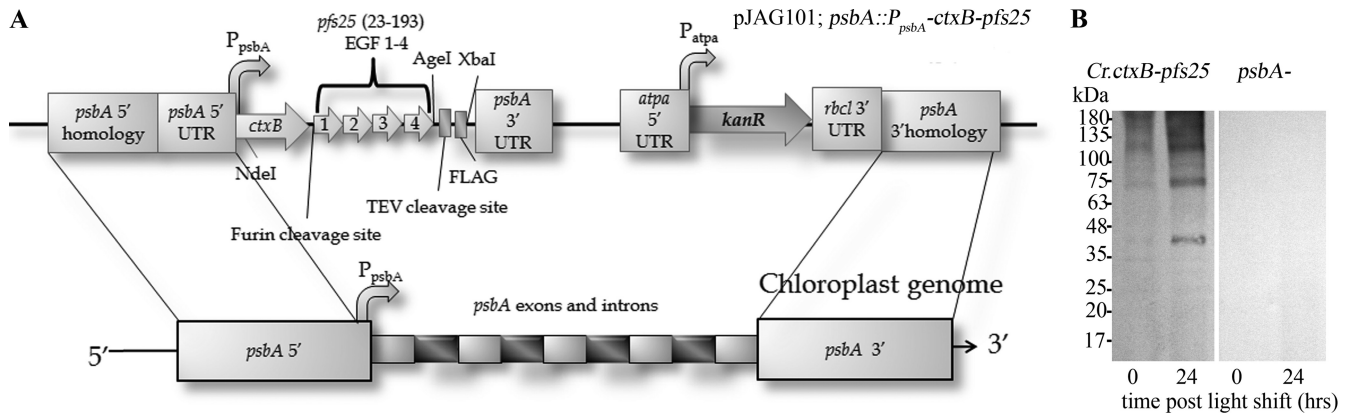 A
pJAG101; psbA::PpsbA-ctxB-pfs25
pfs25 (23-193)
EGF 1-4
PpsbA
AgeI XbaI
Patpa
psbA 5′
homology
psbA 5′
UTR
ctxB
1 2 3 4
psbA
3′
UTR
atpa
5′
UTR
kanR
rbcl 3′
UTR
psbA
3′homology
NdeI
FLAG
TEV cleavage site
Furin cleavage site
PpsbA
Chloroplast genome
psbA exons and introns
5′
psbA 5′
psbA 3′
3′
B
Cr.ctxB-pfs25 psbA-
kDa
180
135
100
75
63
48
35
25
20
17
0 24 0 24
time post light shift (hrs)